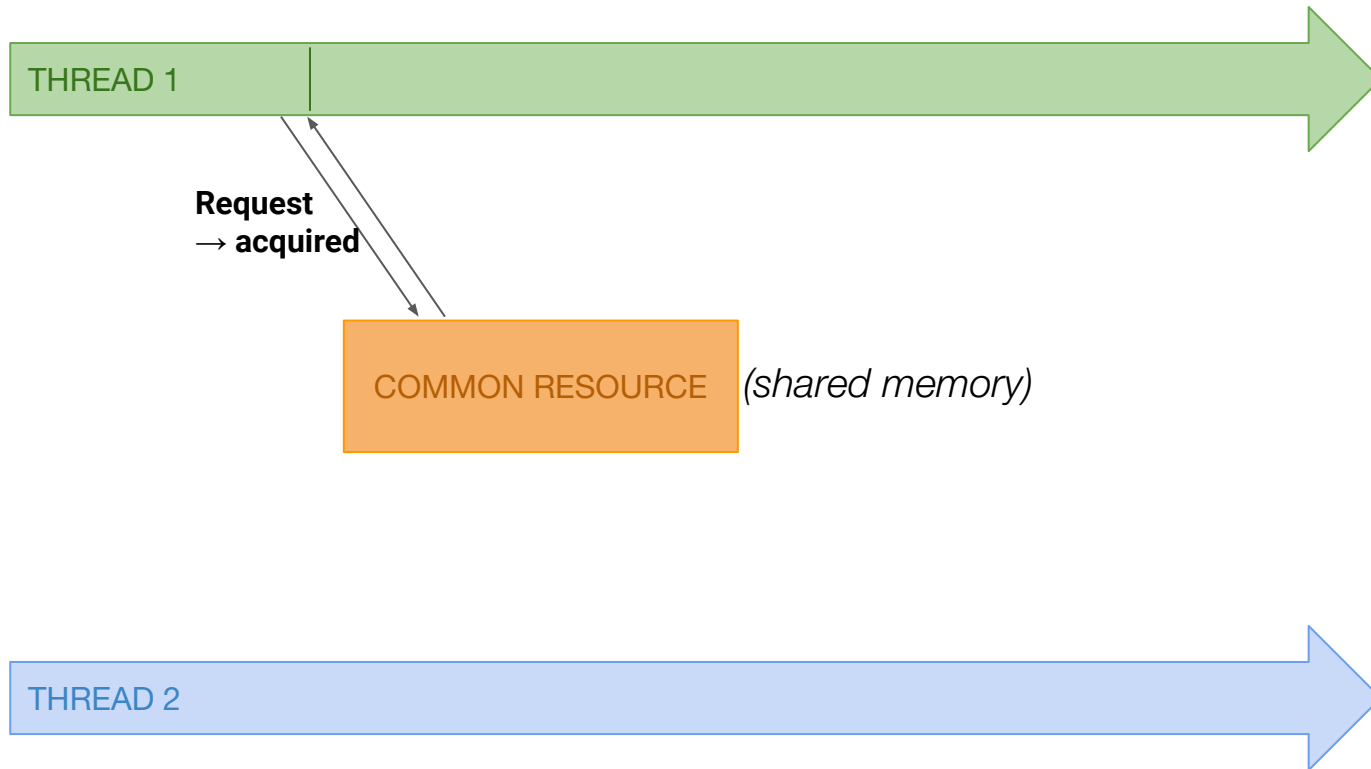 THREAD 1
Request
→ acquired
COMMON RESOURCE
(shared memory)
THREAD 2